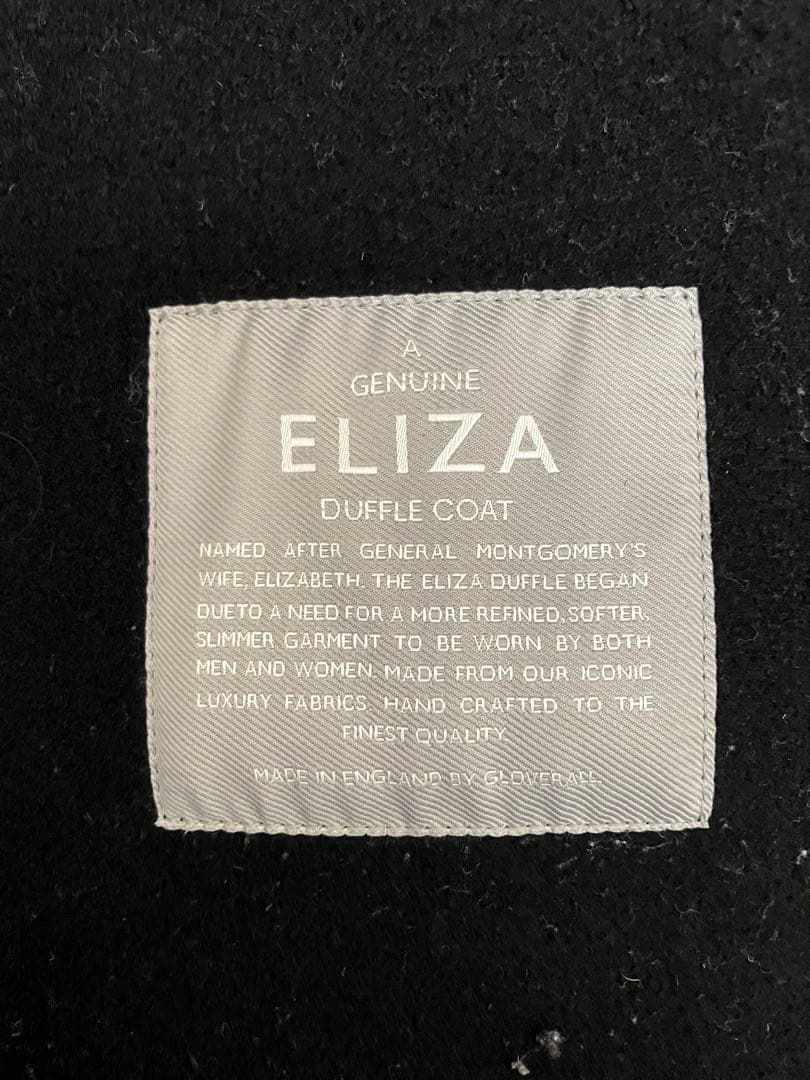 A
GENUINE
ELIZA
DUFFLE COAT
NAMED AFTER GENERAL MONTGOMERY'S
WIFE, ELIZABETH. THE ELIZA DUFFLE BEGAN
DUETO A NEED FOR A MORE REFINED, SOFTER,
SLIMMER GARMENT TO BE WORN BY BOTH
MEN AND WOMEN. MADE FROM OUR ICONIC
LUXURY FABRICS. HAND CRAFTED TO THE
FINEST QUALITY.
MADE IN ENGLAND BY GLOVERALL.